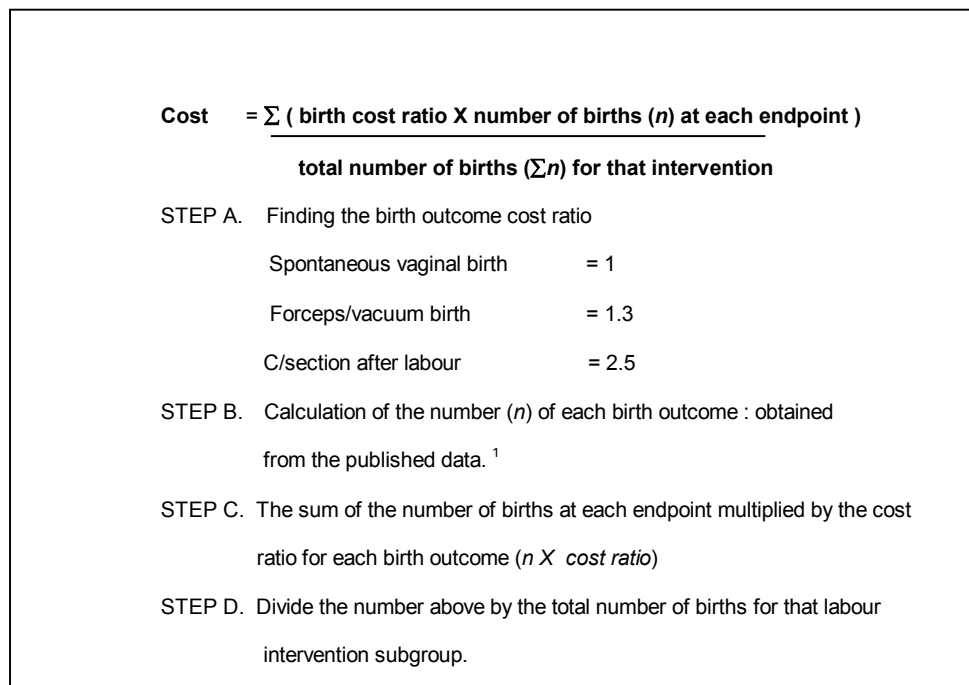 Cost = Σ ( birth cost ratio X number of births (n) at each endpoint )
total number of births (Σn) for that intervention
STEP A. Finding the birth outcome cost ratio
Spontaneous vaginal birth = 1
Forceps/vacuum birth = 1.3
C/section after labour = 2.5
STEP B. Calculation of the number (n) of each birth outcome : obtained
from the published data. 1
STEP C. The sum of the number of births at each endpoint multiplied by the cost
ratio for each birth outcome (n X cost ratio)
STEP D. Divide the number above by the total number of births for that labour
intervention subgroup.